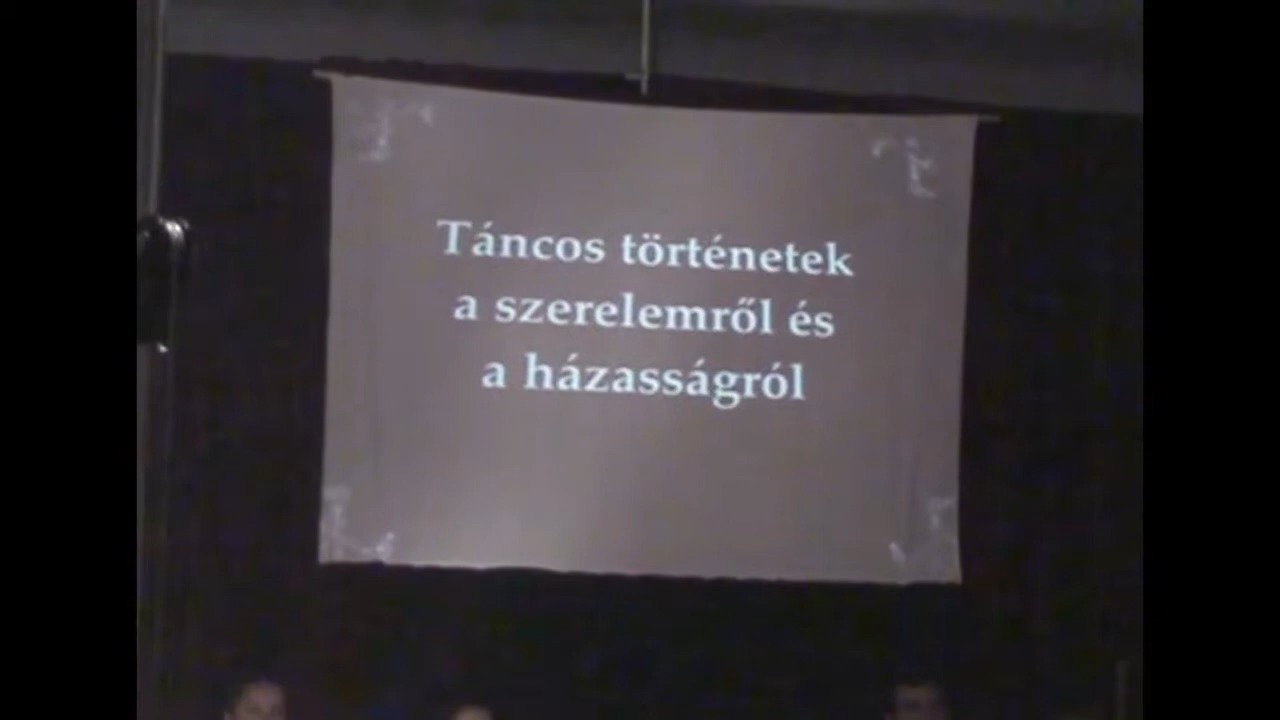 Táncos történetek
a szerelemről és
a házasságról